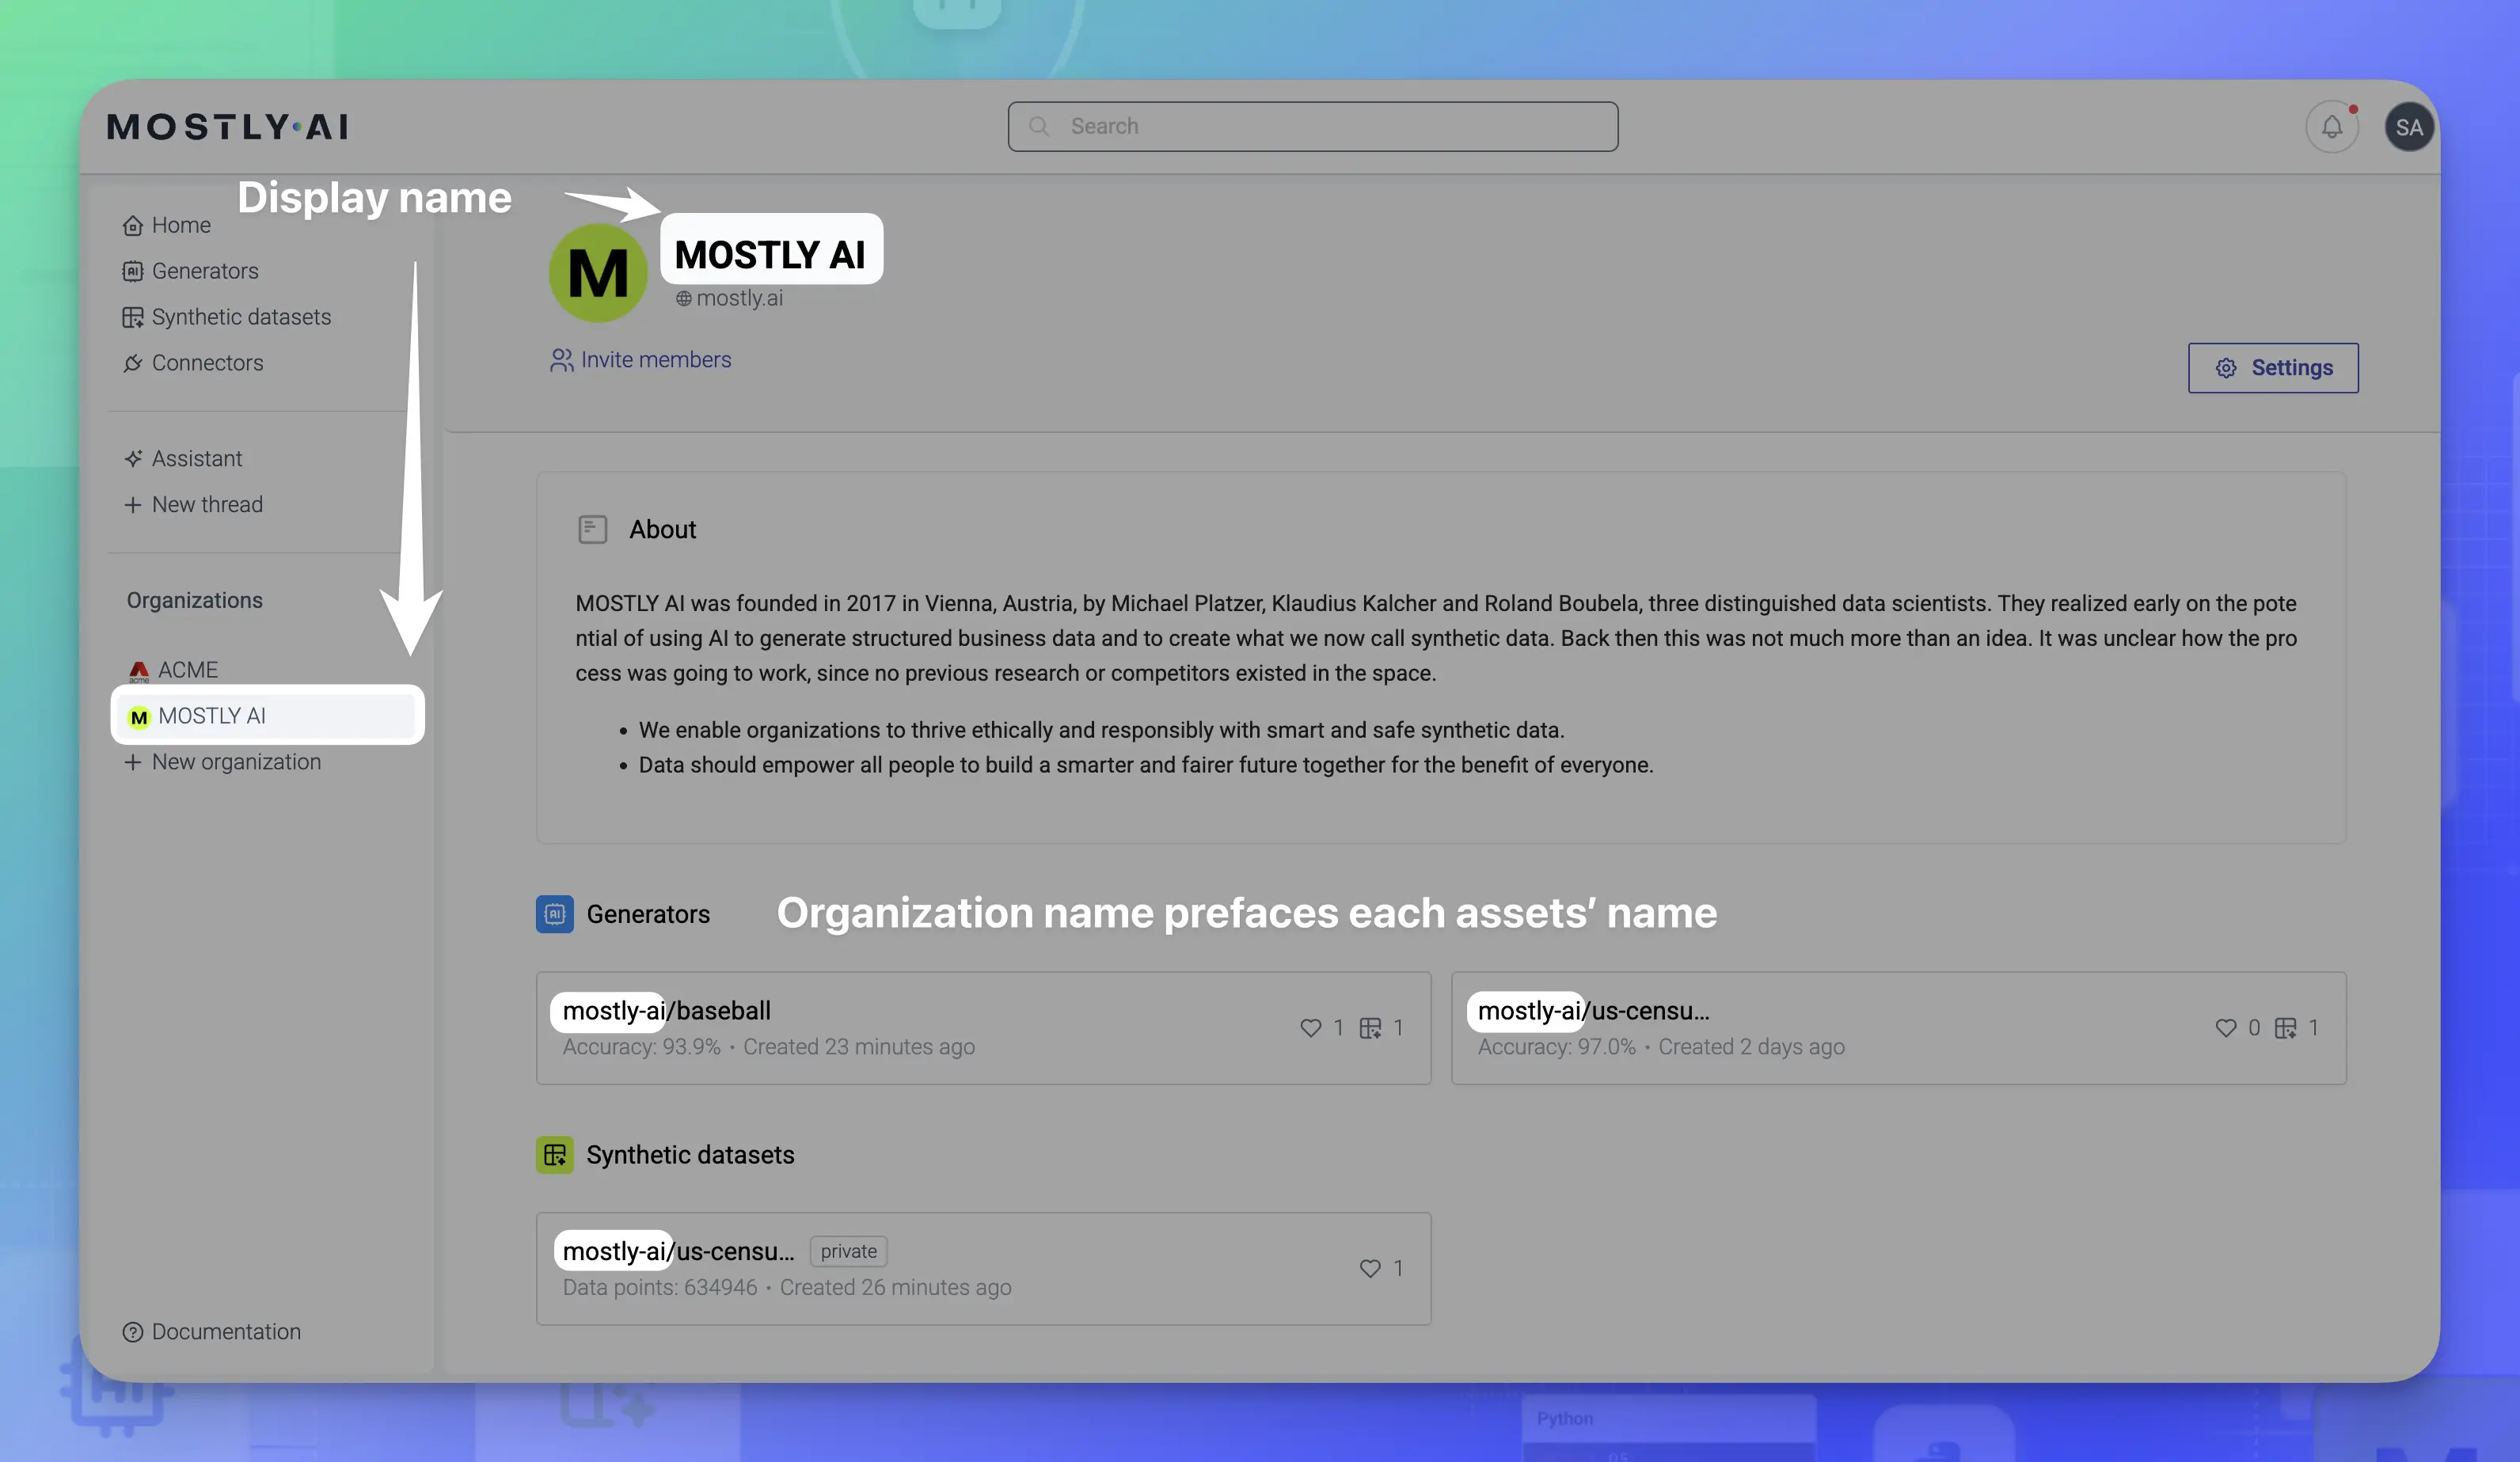 MOSTLY AI
Search
SA
Display name
Home
Generators
Synthetic datasets
Connectors
Assistant
New thread
Organizations
acme
ACME
M
MOSTLY AI
New organization
Documentation
M
MOSTLY AI
mostly.ai
Invite members
Settings
About
MOSTLY AI was founded in 2017 in Vienna, Austria, by Michael Platzer, Klaudius Kalcher and Roland Boubela, three distinguished data scientists. They realized early on the pote
ntial of using AI to generate structured business data and to create what we now call synthetic data. Back then this was not much more than an idea. It was unclear how the pro
cess was going to work, since no previous research or competitors existed in the space.
• We enable organizations to thrive ethically and responsibly with smart and safe synthetic data.
• Data should empower all people to build a smarter and fairer future together for the benefit of everyone.
AI
Generators
Organization name prefaces each assets’ name
mostly-ai/baseball
1 1
Accuracy: 93.9% • Created 23 minutes ago
mostly-ai/us-censu...
0 1
Accuracy: 97.0% • Created 2 days ago
Synthetic datasets
mostly-ai/us-censu... private
1
Data points: 634946 • Created 26 minutes ago
AI
Python